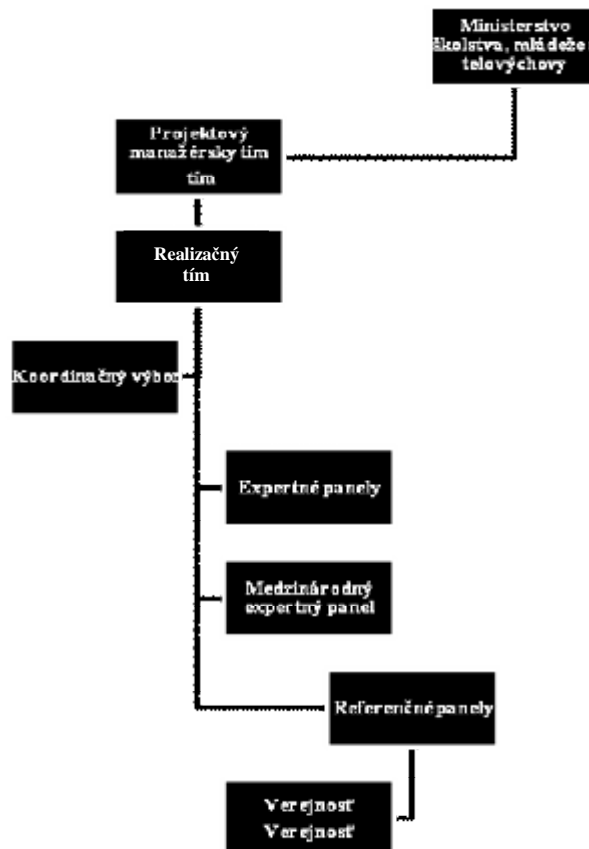 Ministerstvo
školstva, mládeže
telovýchovy
Projektový
manažérsky tím
tím
Realizačný
tím
Koordinačný výbor
Expertné panely
Medzinárodný
expertný panel
Referenčné panely
Verejnosť
Verejnosť